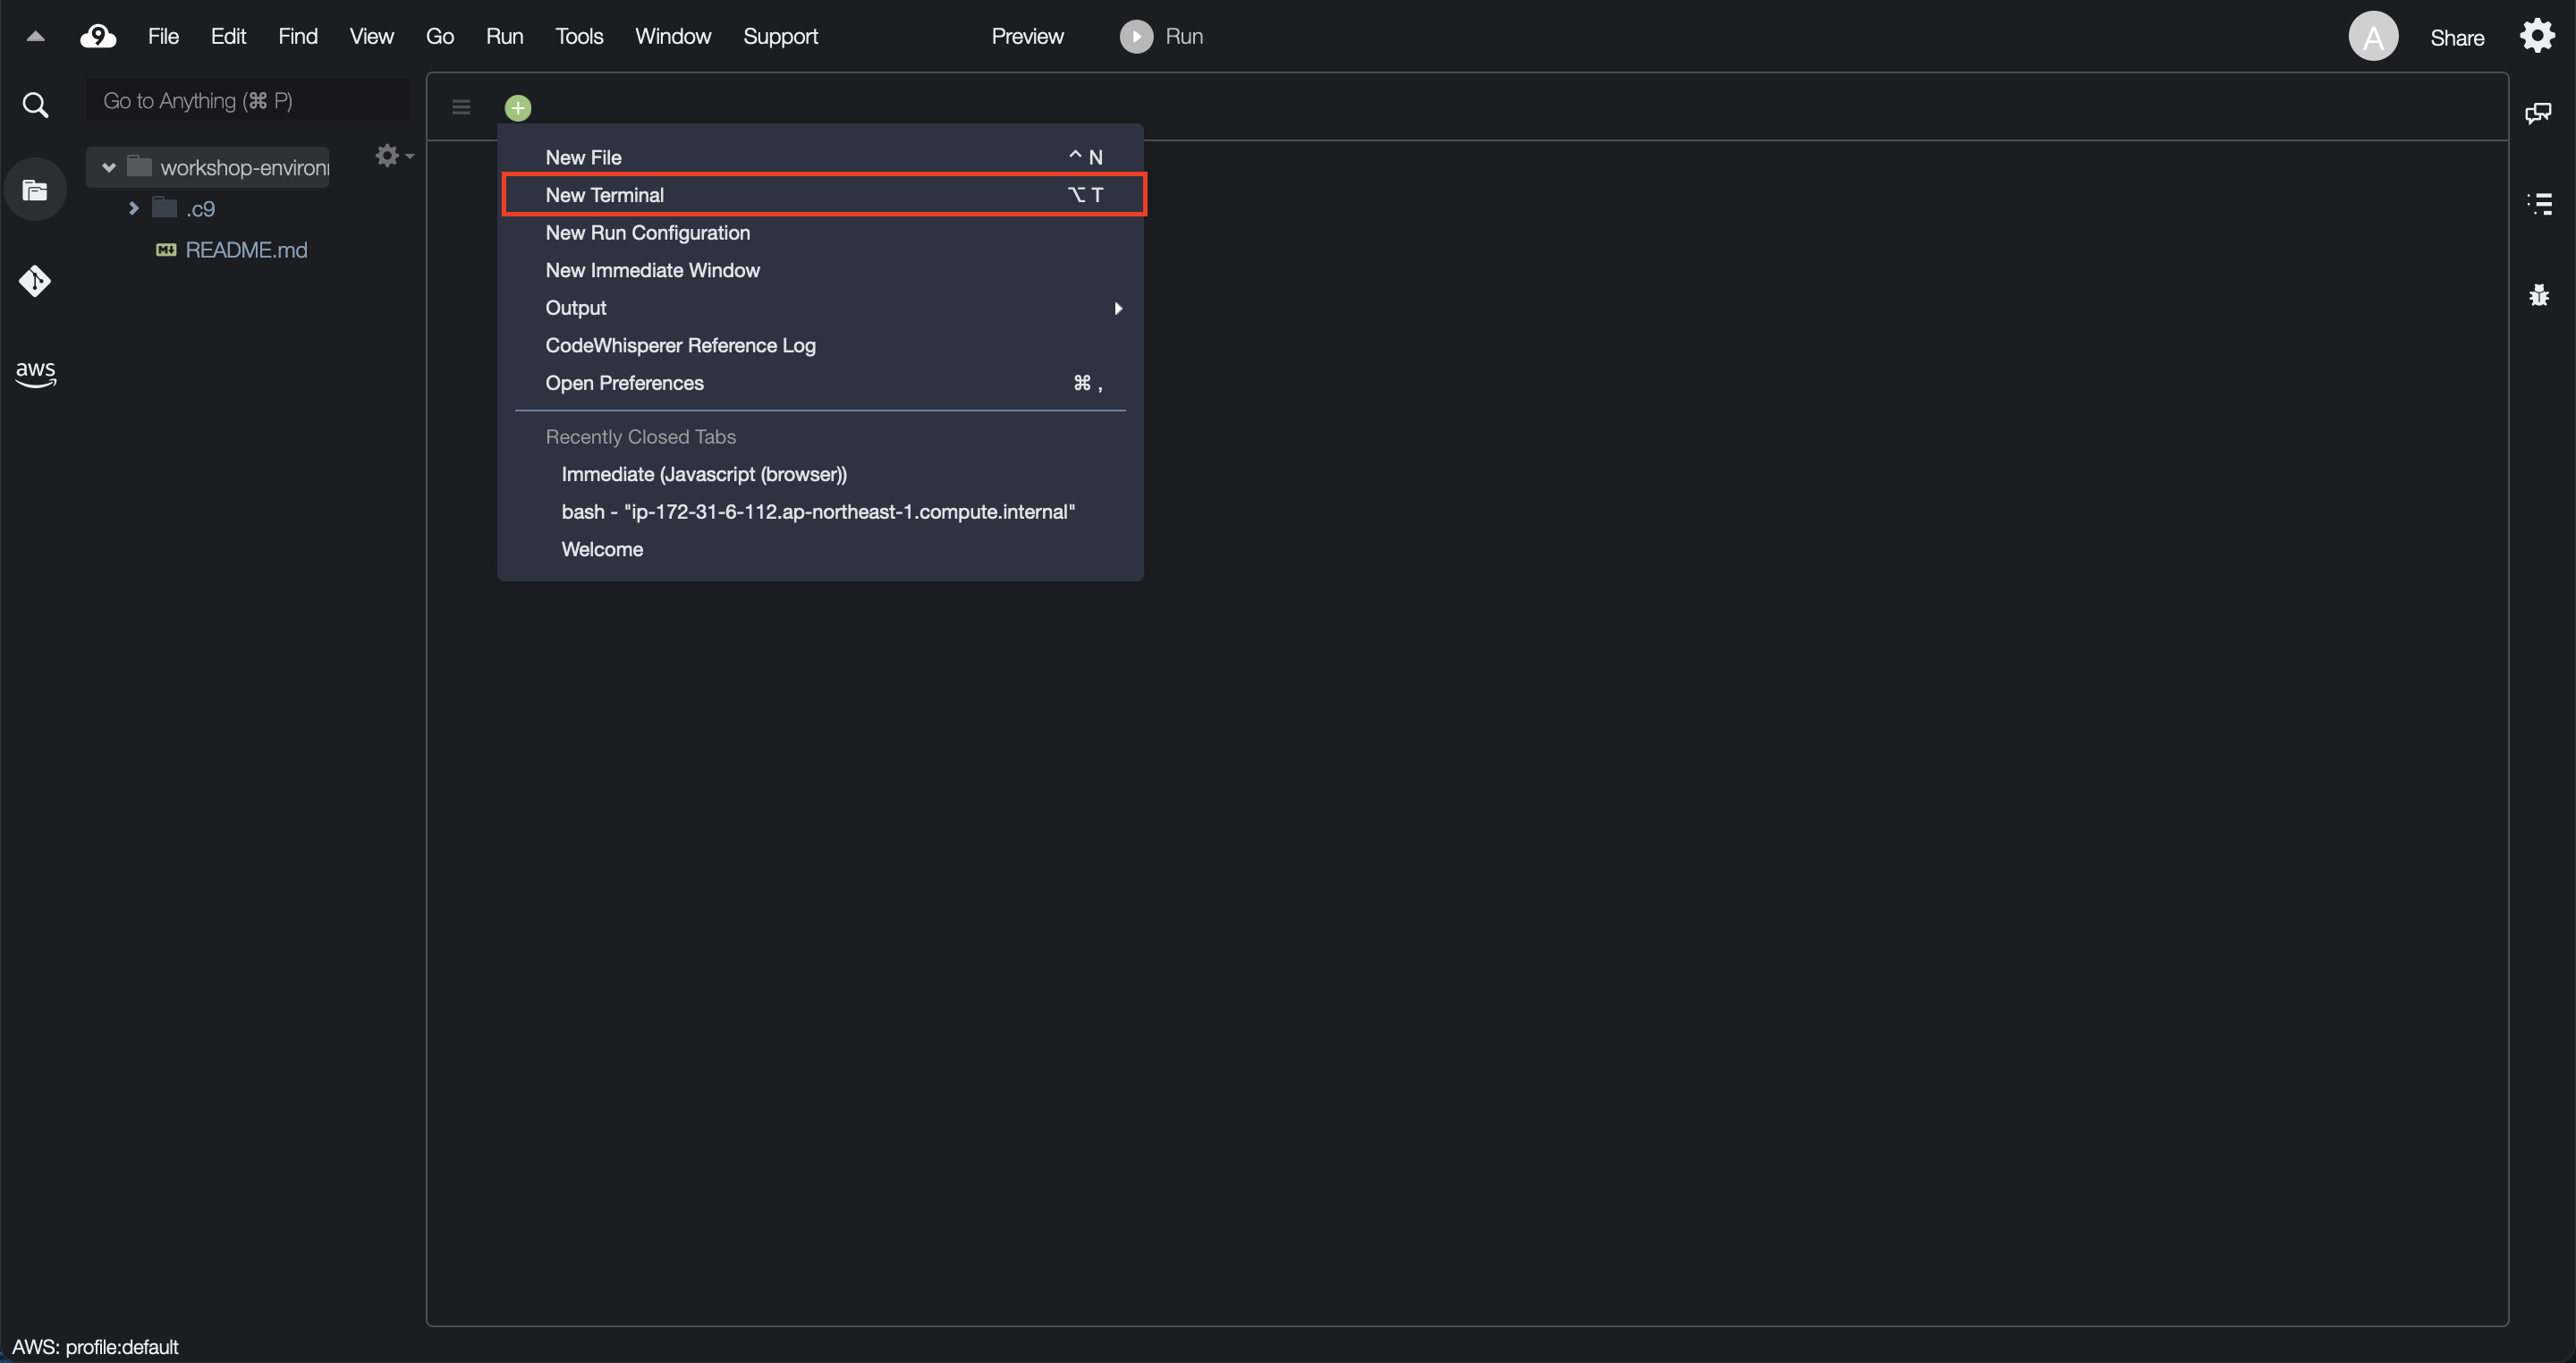 9 File Edit Find View Go Run Tools Window Support Preview Run A Share
Go to Anything (⌘ P)
workshop-environ
.c9
README.md
aws
New File ^ N
New Terminal ⌥ T
New Run Configuration
New Immediate Window
Output
CodeWhisperer Reference Log
Open Preferences ⌘ ,
Recently Closed Tabs
Immediate (Javascript (browser))
bash - "ip-172-31-6-112.ap-northeast-1.compute.internal"
Welcome
AWS: profile:default